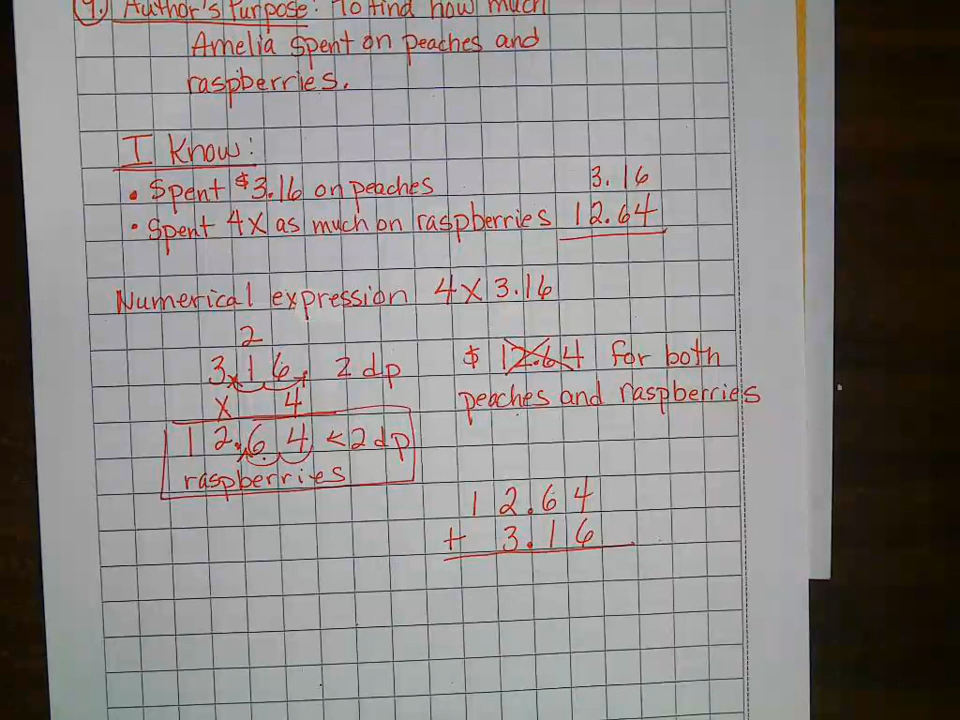 9. Author's Purpose: To find how much
Amelia spent on peaches and
raspberries.
I Know:
• Spent $3.16 on peaches 3.16
• Spent 4x as much on raspberries 12.64
Numerical expression 4 x 3.16
2
3.16. 2 dp
x 4
12.64 < 2 dp
raspberries
$ 12.64 for both
peaches and raspberries
12.64
+ 3.16